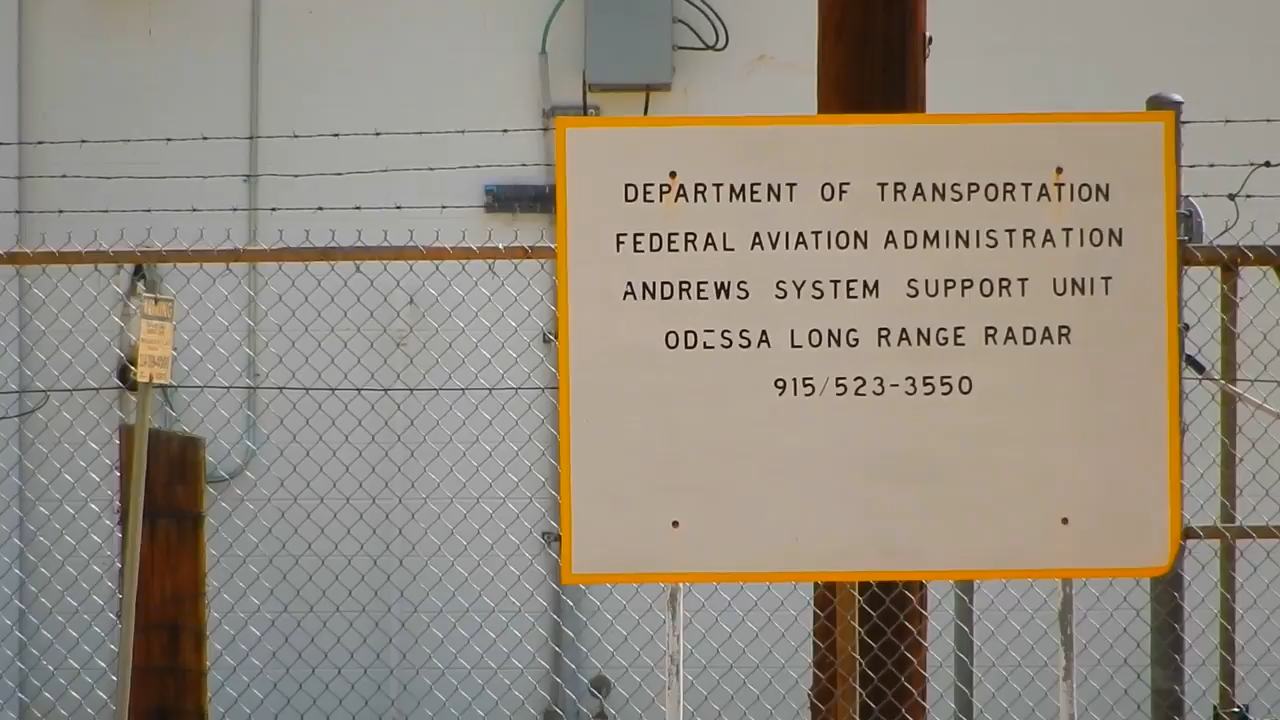 DEPARTMENT OF TRANSPORTATION
FEDERAL AVIATION ADMINISTRATION
ANDREWS SYSTEM SUPPORT UNIT
ODESSA LONG RANGE RADAR
915/523-3550